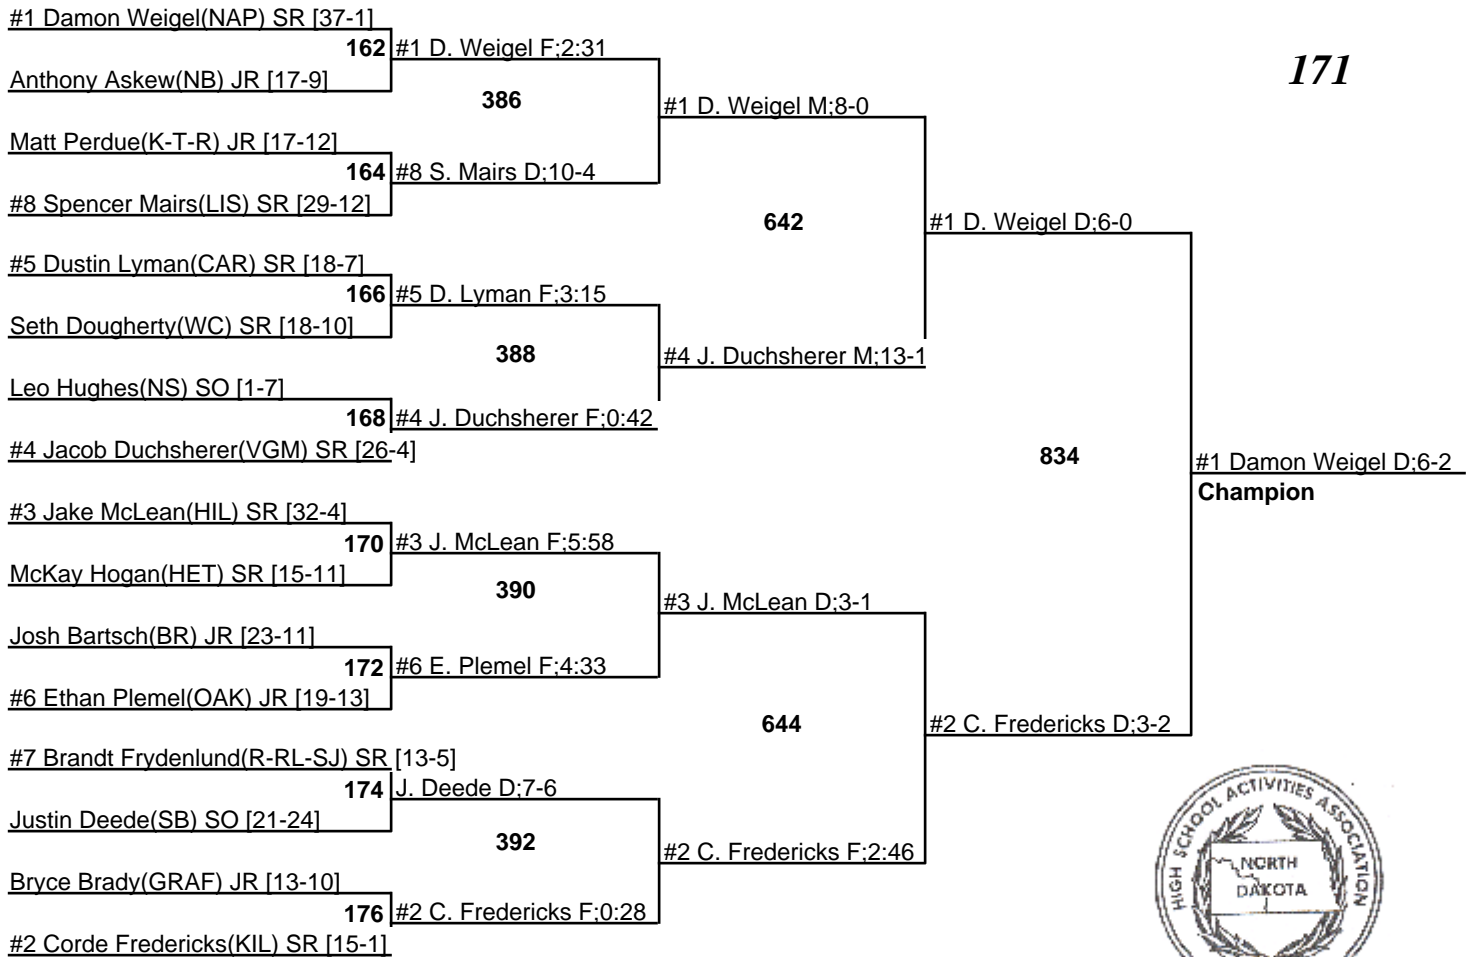 #1 Damon Weigel(NAP) SR [37-1]
162 #1 D. Weigel F;2:31
171
Anthony Askew(NB) JR [17-9]
386
#1 D. Weigel M;8-0
Matt Perdue(K-T-R) JR [17-12]
164 #8 S. Mairs D;10-4
#8 Spencer Mairs(LIS) SR [29-12]
642
#1 D. Weigel D;6-0
#5 Dustin Lyman(CAR) SR [18-7]
166 #5 D. Lyman F;3:15
Seth Dougherty(WC) SR [18-10]
388
#4 J. Duchsherer M;13-1
Leo Hughes(NS) SO [1-7]
168 #4 J. Duchsherer F;0:42
#4 Jacob Duchsherer(VGM) SR [26-4]
834
#1 Damon Weigel D;6-2
Champion
#3 Jake McLean(HIL) SR [32-4]
170 #3 J. McLean F;5:58
McKay Hogan(HET) SR [15-11]
390
#3 J. McLean D;3-1
Josh Bartsch(BR) JR [23-11]
172 #6 E. Plemel F;4:33
#6 Ethan Plemel(OAK) JR [19-13]
644
#2 C. Fredericks D;3-2
#7 Brandt Frydenlund(R-RL-SJ) SR [13-5]
174 J. Deede D;7-6
Justin Deede(SB) SO [21-24]
392
#2 C. Fredericks F;2:46
Bryce Brady(GRAF) JR [13-10]
176 #2 C. Fredericks F;0:28
#2 Corde Fredericks(KIL) SR [15-1]
HIGH SCHOOL ACTIVITIES ASSOCIATION
NORTH
DAKOTA